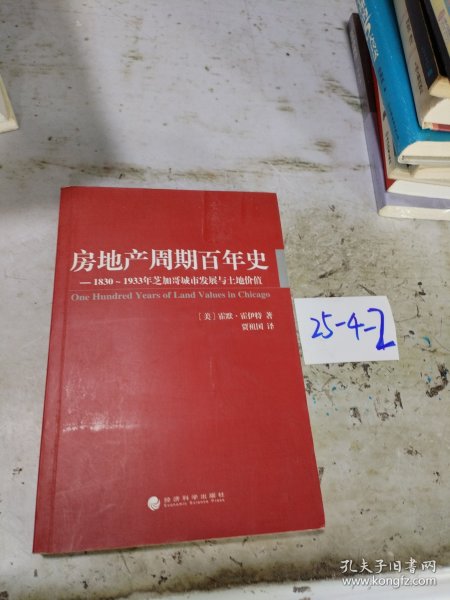 房地产周期百年史
—1830~1933年芝加哥城市发展与土地价值
One Hundred Years of Land Values in Chicago
[美] 霍默·霍伊特 著
贾祖国 译
经济科学出版社
Economic Science Press
25-4-2
孔夫子旧书网
www.kongfz.com